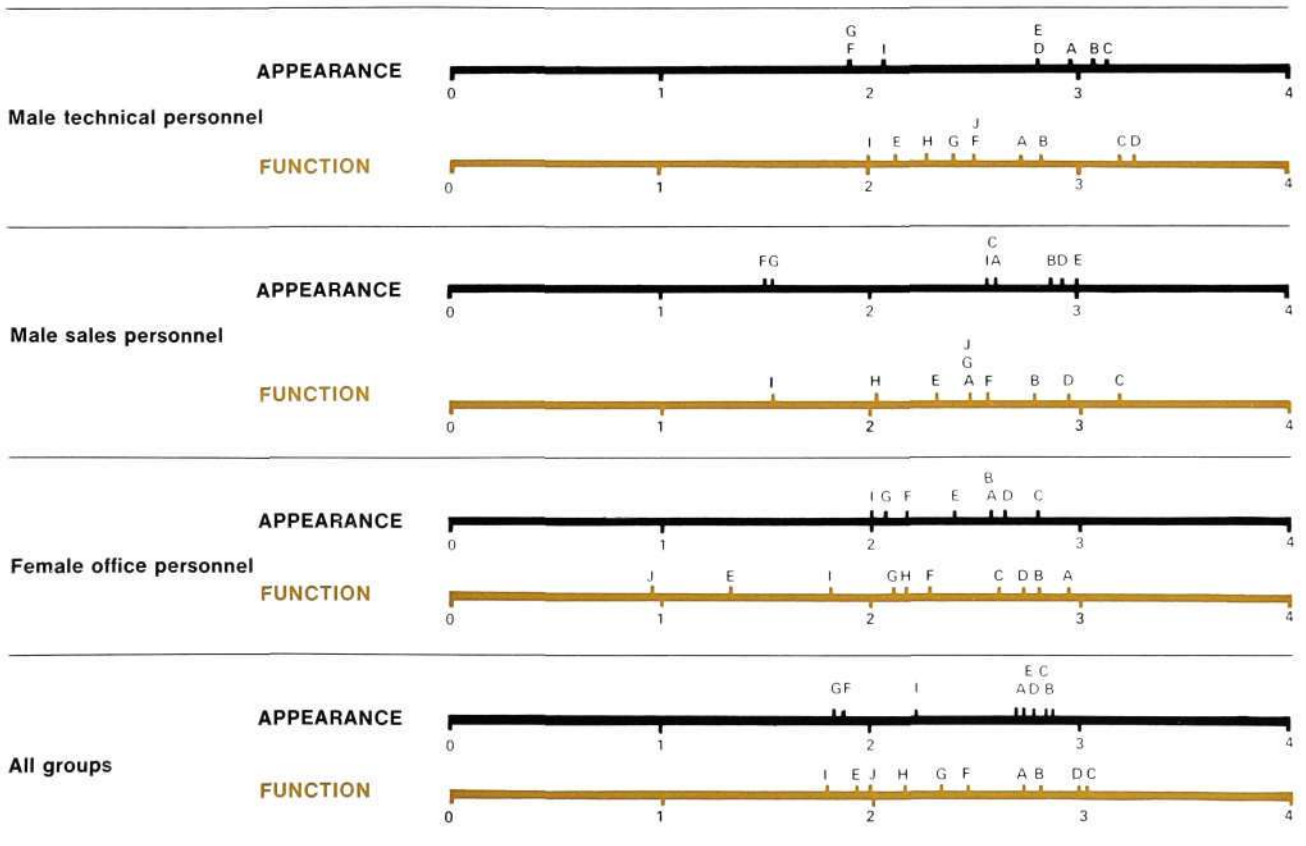 G E
F I D A B C
APPEARANCE
0 1 2 3 4
Male technical personnel
J
I E H G F A B C D
FUNCTION
0 1 2 3 4
C
F G I A B D E
APPEARANCE
0 1 2 3 4
Male sales personnel
J
G
I H E A F B D C
FUNCTION
0 1 2 3 4
B
I G F E A D C
APPEARANCE
0 1 2 3 4
Female office personnel
J E I G H F C D B A
FUNCTION
0 1 2 3 4
E C
G F I A D B
APPEARANCE
0 1 2 3 4
All groups
I E J H G F A B D C
FUNCTION
0 1 2 3 4